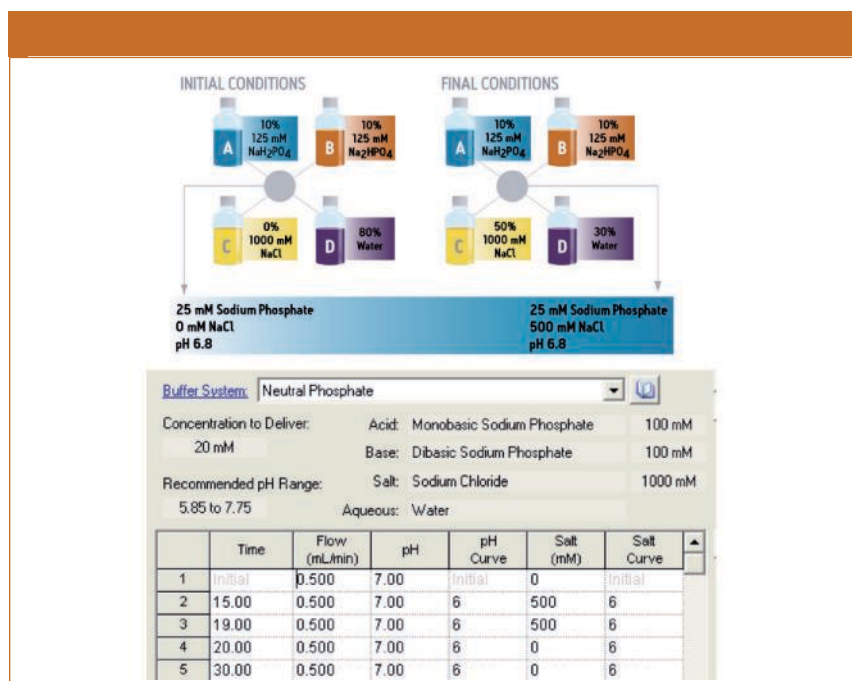 INITIAL CONDITIONS
FINAL CONDITIONS
A
10%
125 mM
NaH2PO4
B
10%
125 mM
Na2HPO4
A
10%
125 mM
NaH2PO4
B
10%
125 mM
Na2HPO4
C
0%
1000 mM
NaCl
D
80%
Water
C
50%
1000 mM
NaCl
D
30%
Water
25 mM Sodium Phosphate
0 mM NaCl
pH 6.8
25 mM Sodium Phosphate
500 mM NaCl
pH 6.8
Buffer System: Neutral Phosphate
Concentration to Deliver: Acid: Monobasic Sodium Phosphate 100 mM
20 mM Base: Dibasic Sodium Phosphate 100 mM
Recommended pH Range: Salt: Sodium Chloride 1000 mM
5.85 to 7.75 Aqueous: Water
Time Flow (mL/min) pH pH Curve Salt (mM) Salt Curve
1 Initial 0.500 7.00 Initial 0 Initial
2 15.00 0.500 7.00 6 500 6
3 19.00 0.500 7.00 6 500 6
4 20.00 0.500 7.00 6 0 6
5 30.00 0.500 7.00 6 0 6